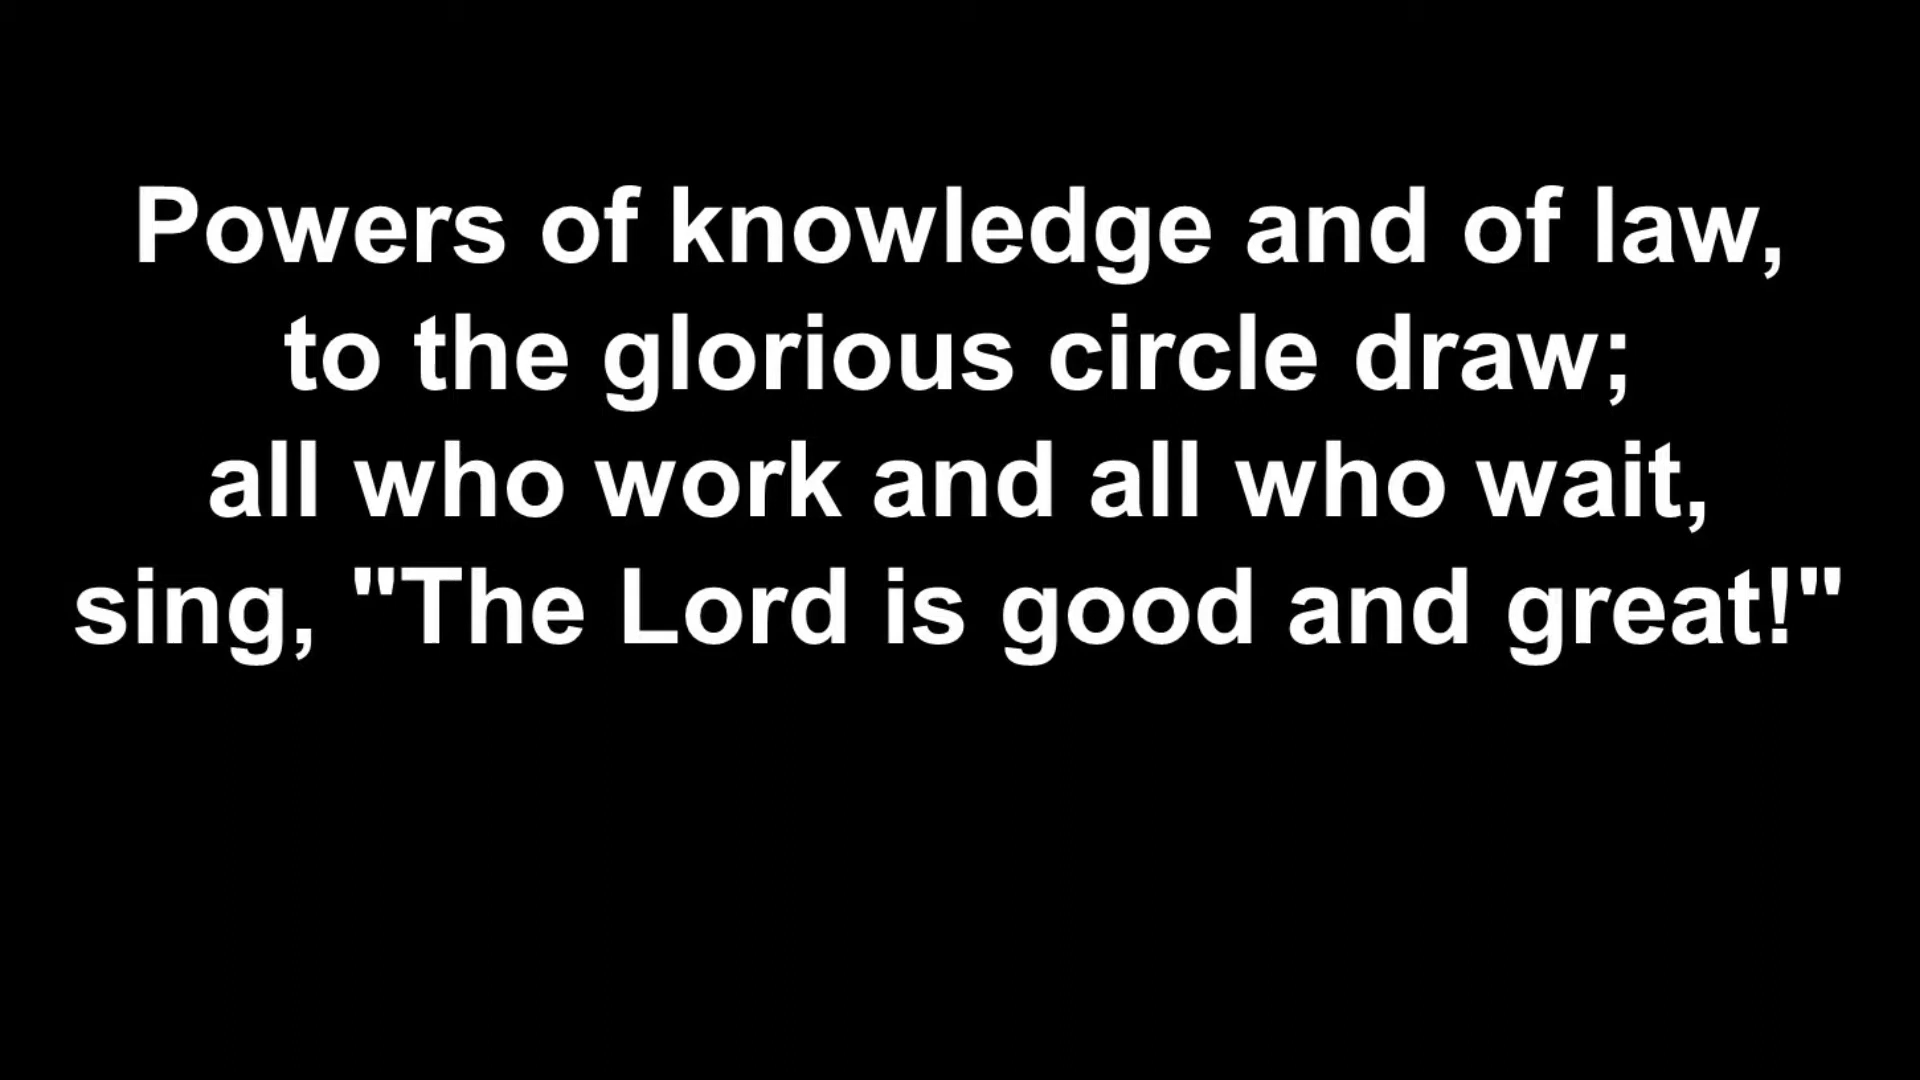 Powers of knowledge and of law,
to the glorious circle draw;
all who work and all who wait,
sing, "The Lord is good and great!"